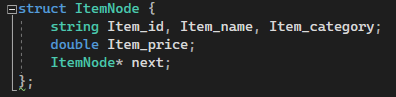 struct ItemNode {
    string Item_id, Item_name, Item_category;
    double Item_price;
    ItemNode* next;
};